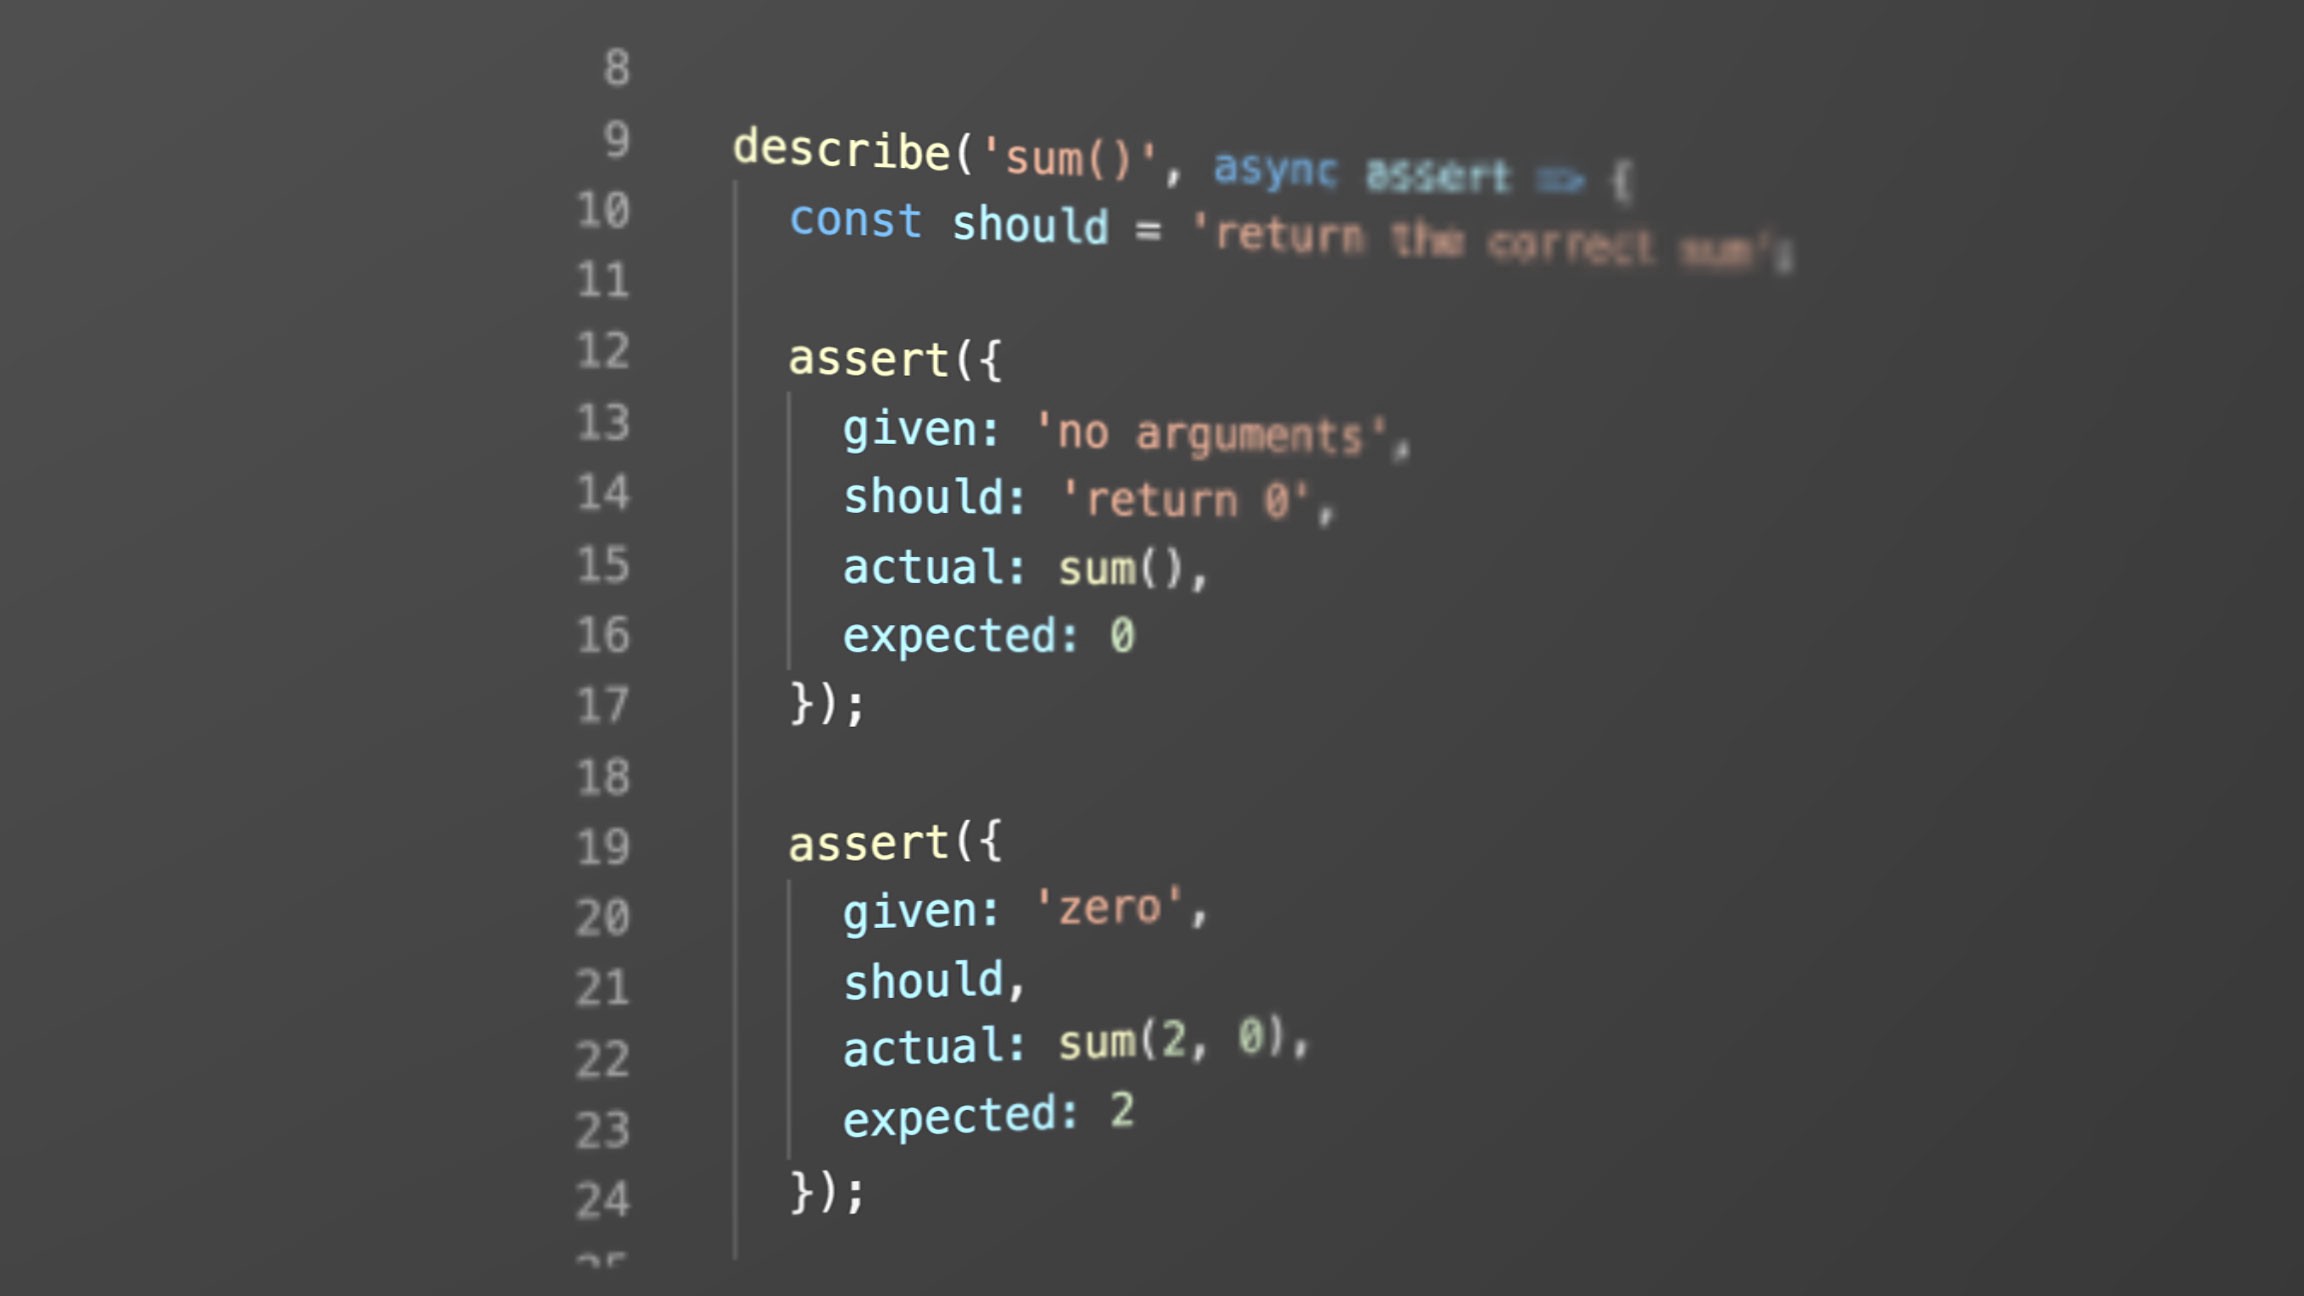 8
9 describe('sum()', async assert => {
10 const should = 'return the correct sum';
11
12 assert({
13 given: 'no arguments',
14 should: 'return 0',
15 actual: sum(),
16 expected: 0
17 });
18
19 assert({
20 given: 'zero',
21 should,
22 actual: sum(2, 0),
23 expected: 2
24 });
25